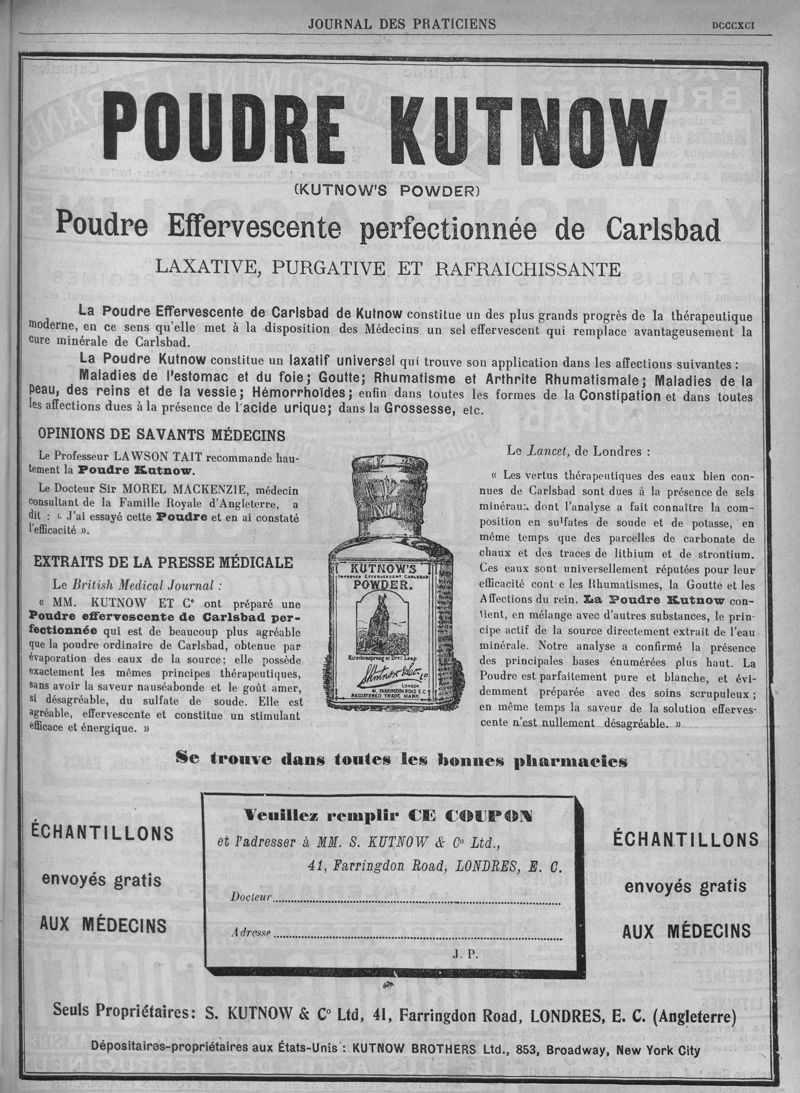 JOURNAL DES PRATICIENS
DCCCXCI
POUDRE KUTNOW
(KUTNOW'S POWDER)
Poudre Effervescente perfectionnée de Carlsbad
LAXATIVE, PURGATIVE ET RAFRAICHISSANTE
La Poudre Effervescente de Carlsbad de Kutnow constitue un des plus grands progrès de la thérapeutique
moderne, en ce sens qu'elle met à la disposition des Médecins un sel effervescent qui remplace avantageusement la
cure minérale de Carlsbad.
La Poudre Kutnow constitue un laxatif universel qui trouve son application dans les affections suivantes :
Maladies de l'estomac et du foie; Goutte; Rhumatisme et Arthrite Rhumatismale; Maladies de la
peau, des reins et de la vessie; Hémorrhoïdes; enfin dans toutes les formes de la Constipation et dans toutes
les affections dues à la présence de l'acide urique; dans la Grossesse, etc.
OPINIONS DE SAVANTS MÉDECINS
Le Professeur LAWSON TAIT recommande hau-
tement la Poudre Kutnow.
Le Docteur Sir MOREL MACKENZIE, médecin
consultant de la Famille Royale d'Angleterre, a
dit : « J'ai essayé cette Poudre et en ai constaté
l'efficacité ».
EXTRAITS DE LA PRESSE MÉDICALE
Le British Medical Journal :
« MM. KUTNOW ET Cº ont préparé une
Poudre effervescente de Carlsbad per-
fectionnée qui est de beaucoup plus agréable
que la poudre ordinaire de Carlsbad, obtenue par
évaporation des eaux de la source; elle possède
exactement les mêmes principes thérapeutiques,
sans avoir la saveur nauséabonde et le goût amer,
si désagréable, du sulfate de soude. Elle est
agréable, effervescente et constitue un stimulant
efficace et énergique. »
KUTNOW'S
IMPROVED EFFERVESCENT CARLSBAD
POWDER.
Hirschensprung or Deer Leap
S. Kutnow & Co. Ld
LONDON
41, FARRINGDON ROAD E.C
REGISTERED TRADE MARK
Le Lancet, de Londres :
« Les vertus thérapeutiques des eaux bien con-
nues de Carlsbad sont dues à la présence de sels
minéraux dont l'analyse a fait connaître la com-
position en sulfates de soude et de potasse, en
même temps que des parcelles de carbonate de
chaux et des traces de lithium et de strontium.
Ces eaux sont universellement réputées pour leur
efficacité contre les Rhumatismes, la Goutte et les
Affections du rein. La Poudre Kutnow con-
tient, en mélange avec d'autres substances, le prin-
cipe actif de la source directement extrait de l'eau
minérale. Notre analyse a confirmé la présence
des principales bases énumérées plus haut. La
Poudre est parfaitement pure et blanche, et évi-
demment préparée avec des soins scrupuleux ;
en même temps la saveur de la solution efferves-
cente n'est nullement désagréable. »
Se trouve dans toutes les bonnes pharmacies
ÉCHANTILLONS
envoyés gratis
AUX MÉDECINS
Veuillez remplir CE COUPON
et l'adresser à MM. S. KUTNOW & Cº Ltd.,
41, Farringdon Road, LONDRES, E. C.
Docteur
Adresse
J. P.
ÉCHANTILLONS
envoyés gratis
AUX MÉDECINS
Seuls Propriétaires: S. KUTNOW & Cº Ltd, 41, Farringdon Road, LONDRES, E. C. (Angleterre)
Dépositaires-propriétaires aux États-Unis : KUTNOW BROTHERS Ltd., 853, Broadway, New York City